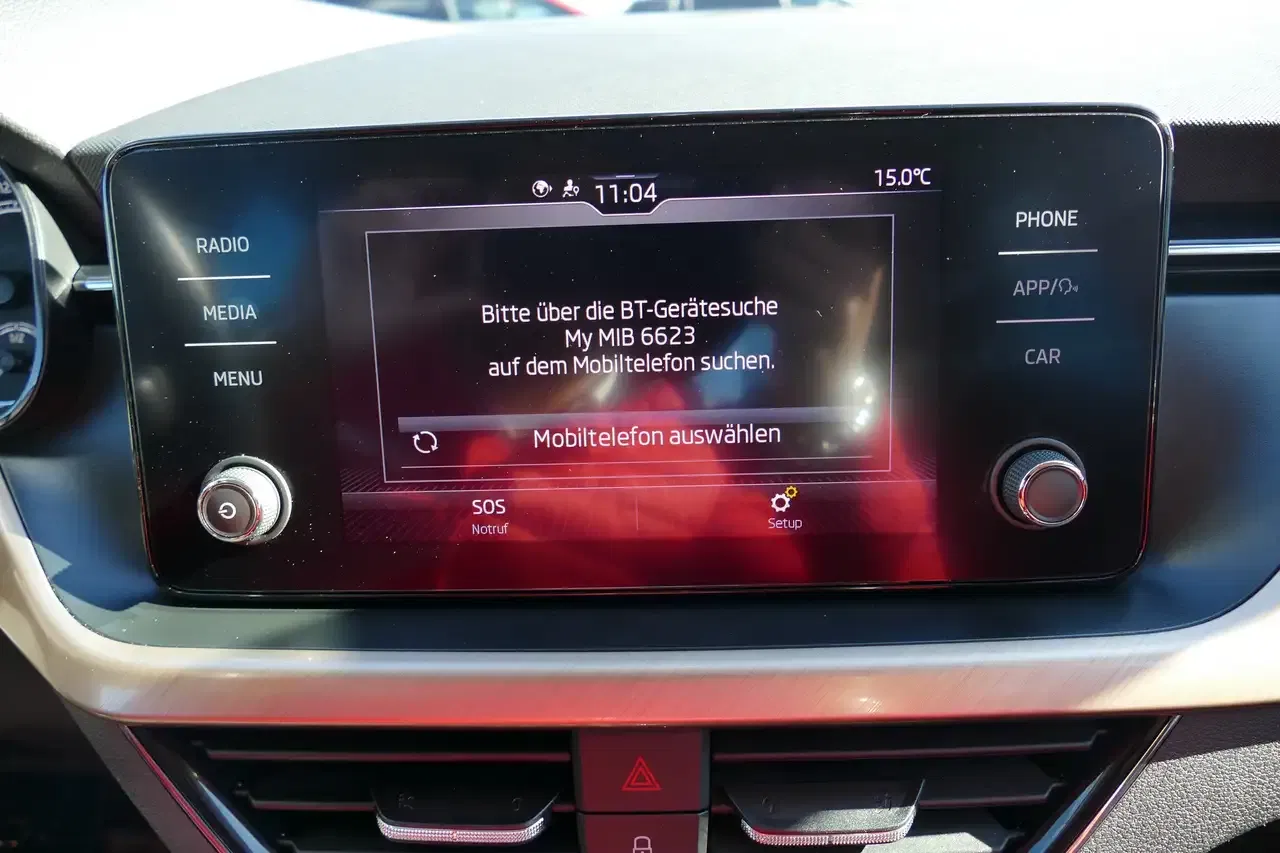 11:04
15.0°C
RADIO
MEDIA
MENU
PHONE
APP/
CAR
Bitte über die BT-Gerätesuche
My MIB 6623
auf dem Mobiltelefon suchen.
Mobiltelefon auswählen
SOS
Notruf
Setup